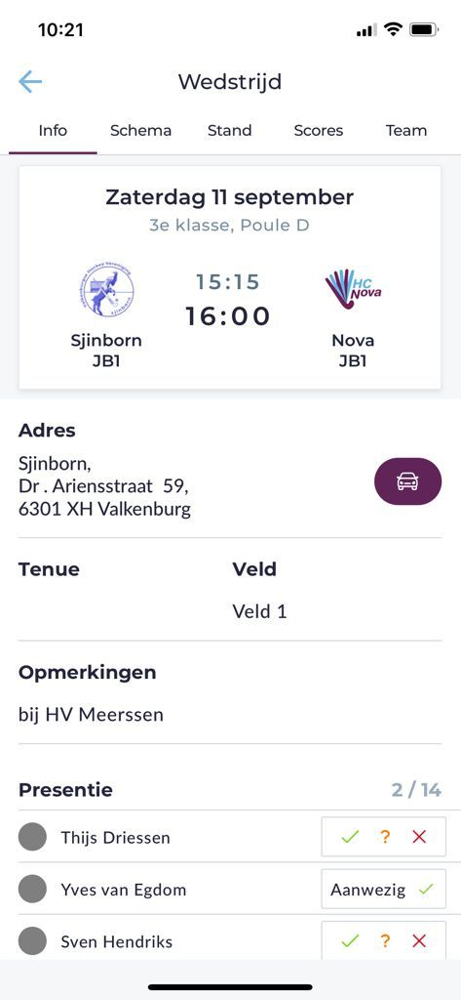 10:21
Wedstrijd
Info Schema Stand Scores Team
Zaterdag 11 september
3e klasse, Poule D
15:15
16:00
HC
Nova
Sjinborn
JB1
Nova
JB1
Adres
Sjinborn,
Dr . Ariensstraat 59,
6301 XH Valkenburg
Tenue Veld
Veld 1
Opmerkingen
bij HV Meerssen
Presentie 2 / 14
Thijs Driessen ?
Yves van Egdom Aanwezig
Sven Hendriks ?